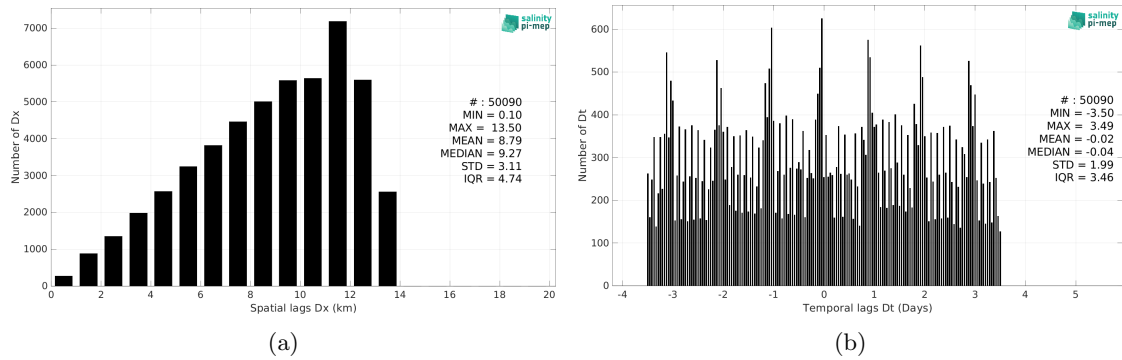 7000
6000
5000
4000
3000
2000
1000
0
Number of Dx
0 2 4 6 8 10 12 14 16 18 20
Spatial lags Dx (km)
salinity
pi-mep
# : 50090
MIN = 0.10
MAX = 13.50
MEAN = 8.79
MEDIAN = 9.27
STD = 3.11
IQR = 4.74
(a)
600
500
400
300
200
100
0
Number of Dt
-4 -3 -2 -1 0 1 2 3 4 5
Temporal lags Dt (Days)
salinity
pi-mep
# : 50090
MIN = -3.50
MAX = 3.49
MEAN = -0.02
MEDIAN = -0.04
STD = 1.99
IQR = 3.46
(b)